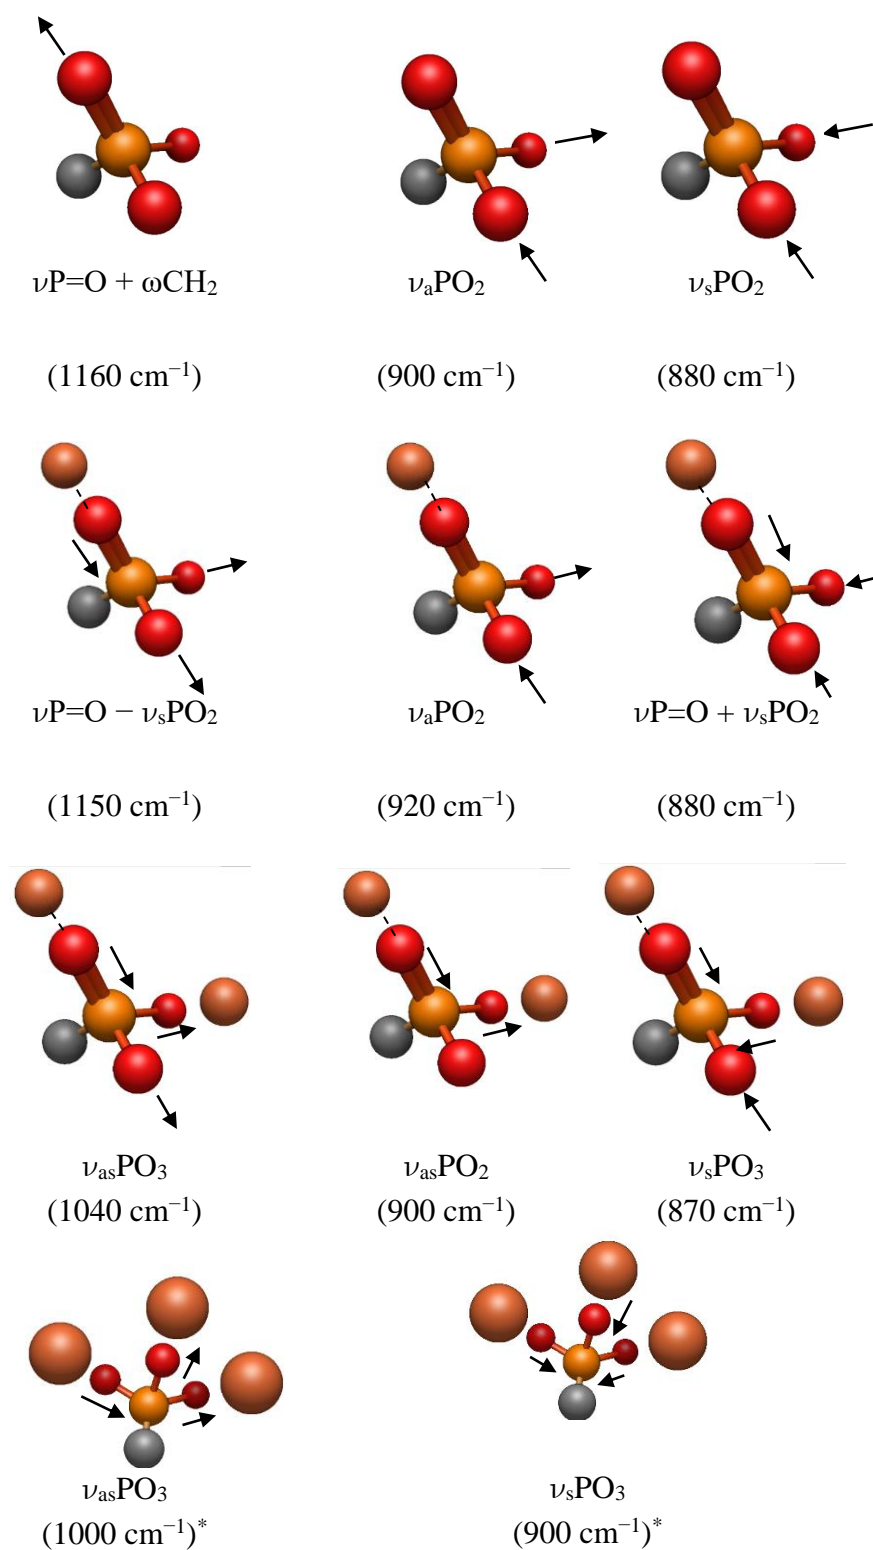 νP=O + ωCH₂ νₐPO₂ νₛPO₂
(1160 cm⁻¹) (900 cm⁻¹) (880 cm⁻¹)
νP=O − νₛPO₂ νₐPO₂ νP=O + νₛPO₂
(1150 cm⁻¹) (920 cm⁻¹) (880 cm⁻¹)
νₐₛPO₃ νₐₛPO₂ νₛPO₃
(1040 cm⁻¹) (900 cm⁻¹) (870 cm⁻¹)
νₐₛPO₃ νₛPO₃
(1000 cm⁻¹)* (900 cm⁻¹)*